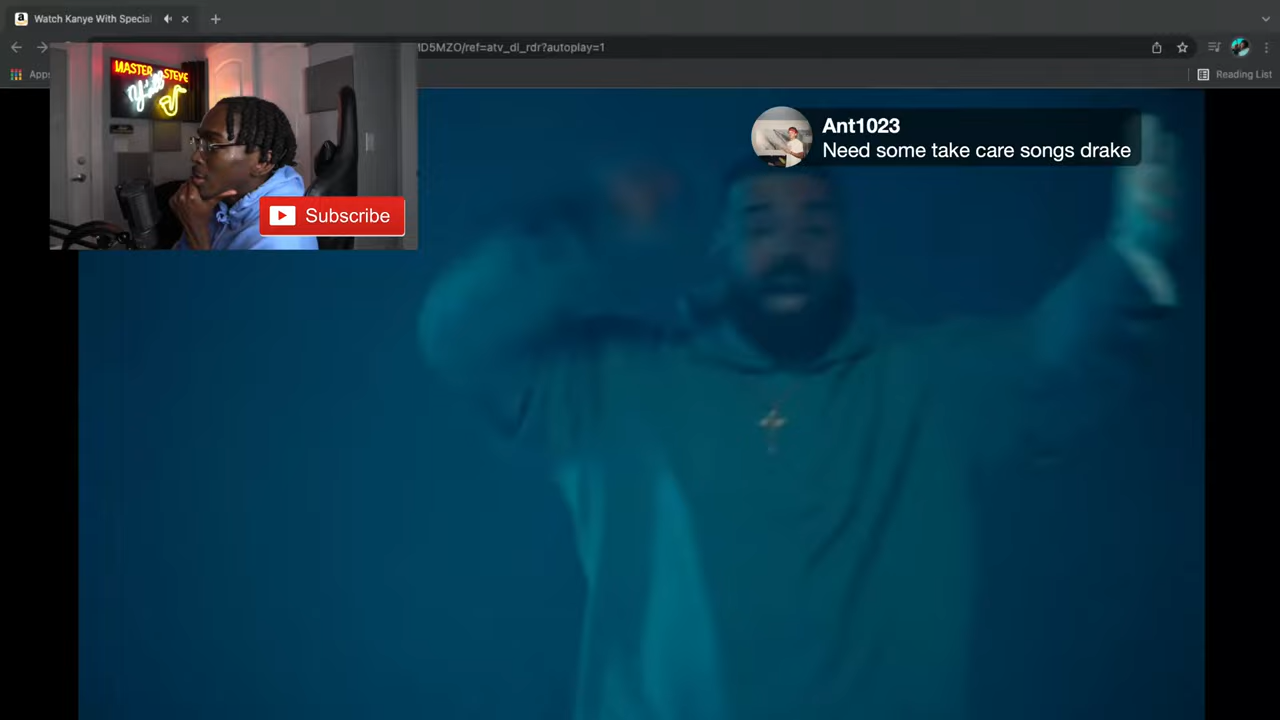 Watch Kanye With Special
MD5MZO/ref=atv_dl_rdr?autoplay=1
Apps
Reading List
MASTER STEVE
Y'all
Subscribe
Ant1023
Need some take care songs drake